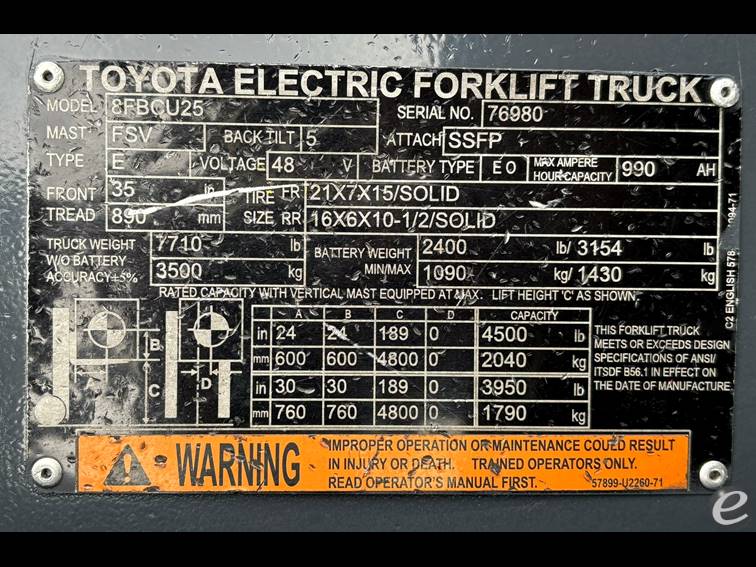 TOYOTA ELECTRIC FORKLIFT TRUCK
MODEL 8FBCU25 SERIAL NO. 76980
MAST FSV BACK TILT 5 ATTACH SSFP
TYPE E VOLTAGE 48 V BATTERY TYPE EO MAX AMPERE HOUR CAPACITY 990 AH
FRONT TREAD 35 in TIRE SIZE FR 21X7X15/SOLID
890 mm RR 16X6X10-1/2/SOLID
TRUCK WEIGHT W/O BATTERY ACCURACY±5% 7710 lb BATTERY WEIGHT MIN/MAX 2400 lb/ 3154 lb
3500 kg 1090 kg/ 1430 kg
RATED CAPACITY WITH VERTICAL MAST EQUIPPED AT MAX. LIFT HEIGHT 'C' AS SHOWN.
A B C D CAPACITY
in 24 24 189 0 4500 lb
mm 600 600 4800 0 2040 kg
in 30 30 189 0 3950 lb
mm 760 760 4800 0 1790 kg
B
C
D
A
THIS FORKLIFT TRUCK
MEETS OR EXCEEDS DESIGN
SPECIFICATIONS OF ANSI/
ITSDF B56.1 IN EFFECT ON
THE DATE OF MANUFACTURE.
C2 ENGLISH 578
WARNING
IMPROPER OPERATION OR MAINTENANCE COULD RESULT
IN INJURY OR DEATH. TRAINED OPERATORS ONLY.
READ OPERATOR'S MANUAL FIRST. 57899-U2260-71
e